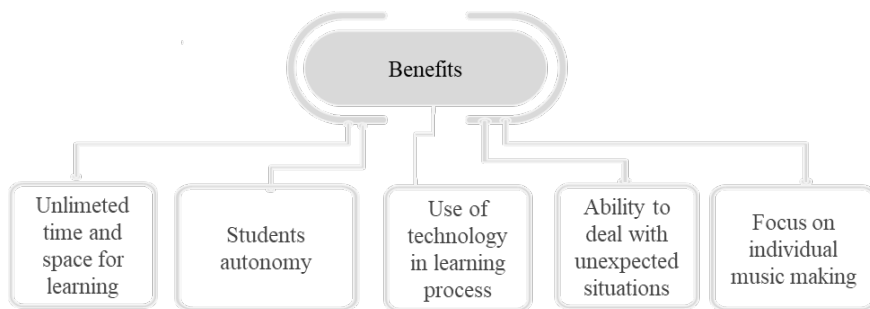 Benefits
Unlimeted
time and
space for
learning
Students
autonomy
Use of
technology
in learning
process
Ability to
deal with
unexpected
situations
Focus on
individual
music making